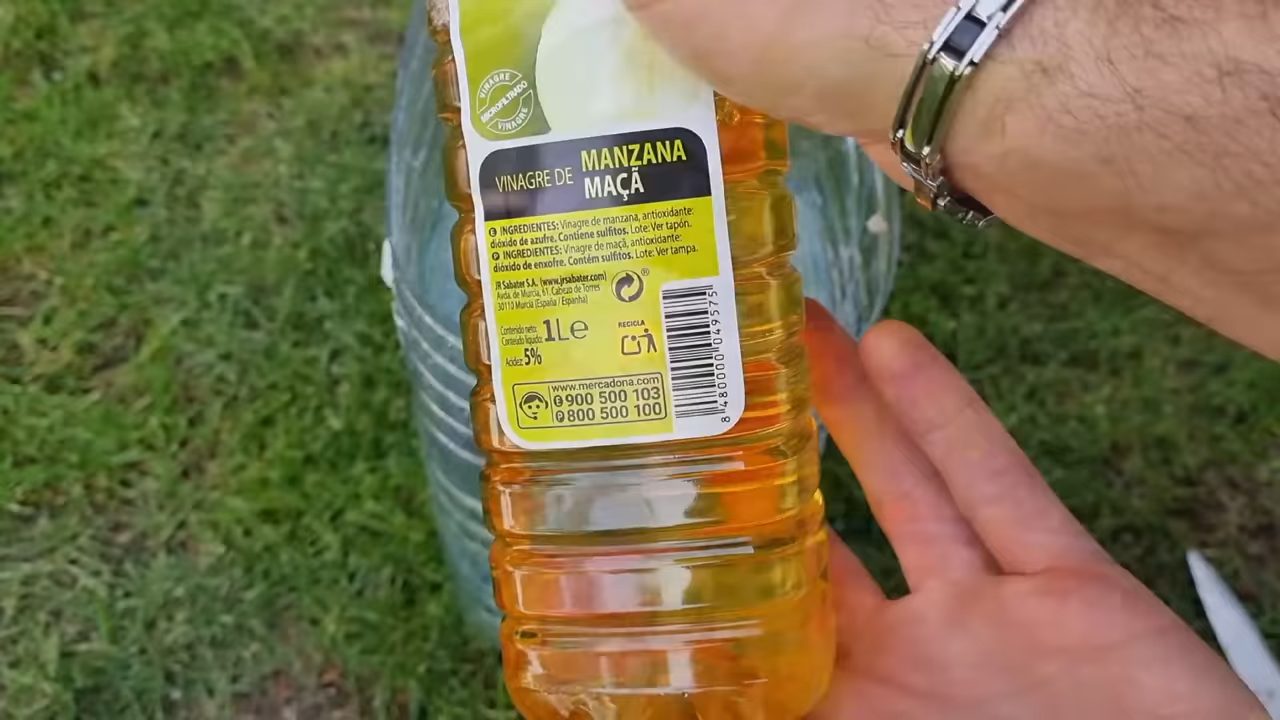 VINAGRE
MICROFILTRADO
VINAGRE
VINAGRE DE MANZANA
MAÇÃ
E INGREDIENTES: Vinagre de manzana, antioxidante:
dióxido de azufre. Contiene sulfitos. Lote: Ver tapón.
P INGREDIENTES: Vinagre de maçã, antioxidante:
dióxido de enxofre. Contém sulfitos. Lote: Ver tampa.
JR Sabater S.A. (www.jrsabater.com)
Avda. de Murcia, 61. Cabezo de Torres
30110 Murcia (España / Espanha)
Contenido neto:
Conteúdo líquido: 1L℮
Acidez 5%
RECICLA
www.mercadona.com
E 900 500 103
P 800 500 100
8 480000 049575